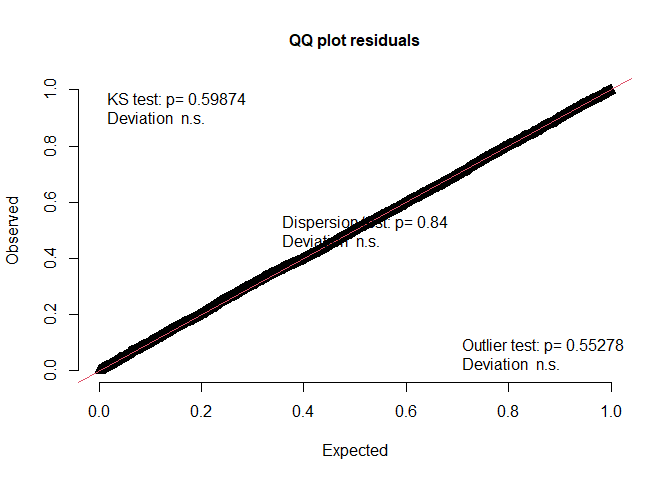 QQ plot residuals
KS test: p= 0.59874
Deviation n.s.
Dispersion test: p= 0.84
Deviation n.s.
Outlier test: p= 0.55278
Deviation n.s.
Observed
0.0
0.2
0.4
0.6
0.8
1.0
0.0
0.2
0.4
0.6
0.8
1.0
Expected